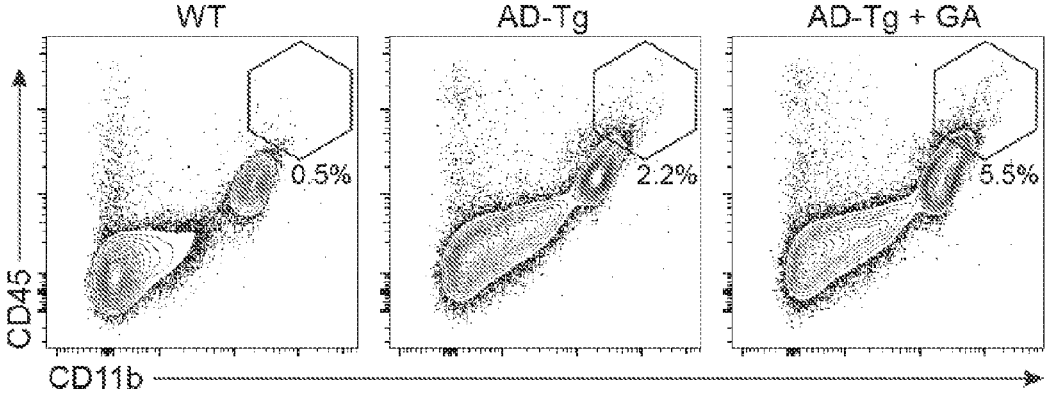 WT
AD-Tg
AD-Tg + GA
0.5%
2.2%
5.5%
CD45
CD11b